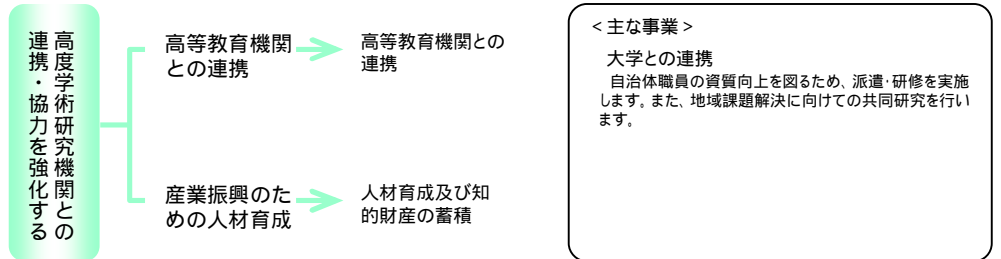 高度学術研究機関との
連携・協力を強化する
高等教育機関
との連携
高等教育機関との
連携
産業振興のた
めの人材育成
人材育成及び知
的財産の蓄積
＜主な事業＞
大学との連携
自治体職員の資質向上を図るため、派遣・研修を実施
します。また、地域課題解決に向けての共同研究を行い
ます。